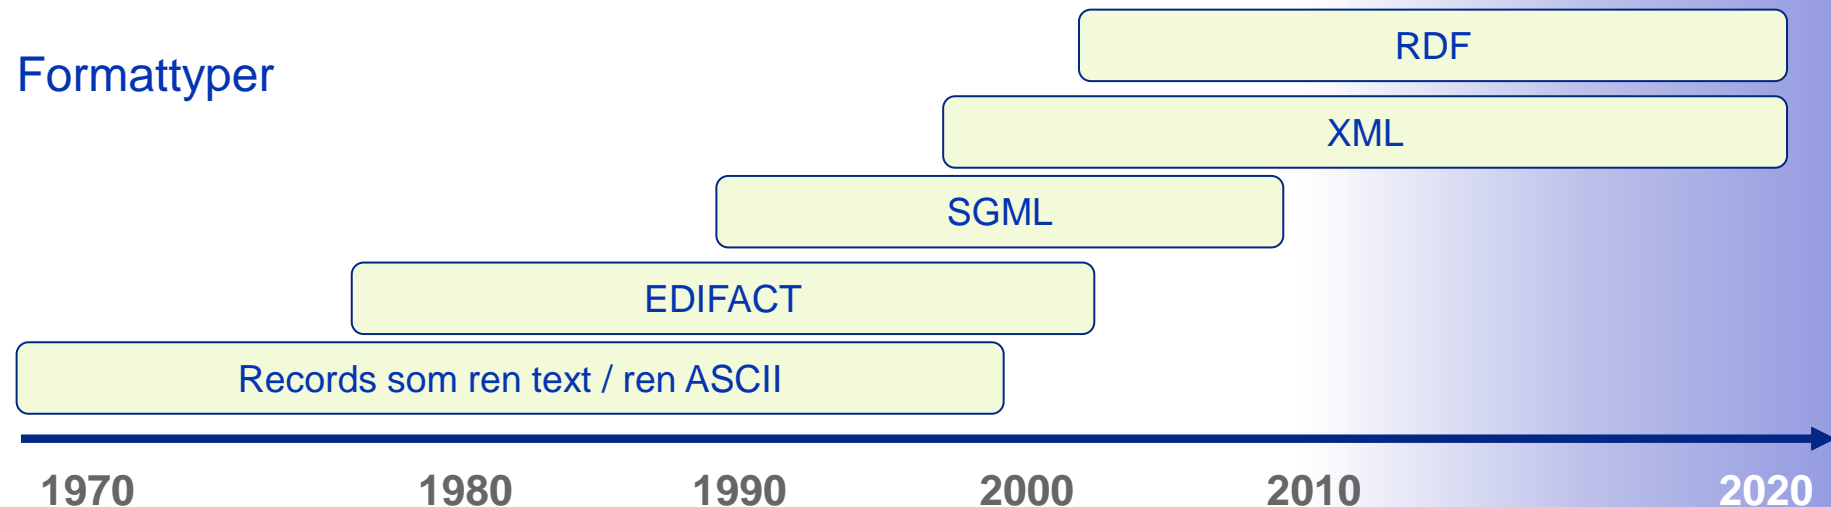 RDF
Formattyper
XML
SGML
EDIFACT
Records som ren text / ren ASCII
1970 1980 1990 2000 2010 2020